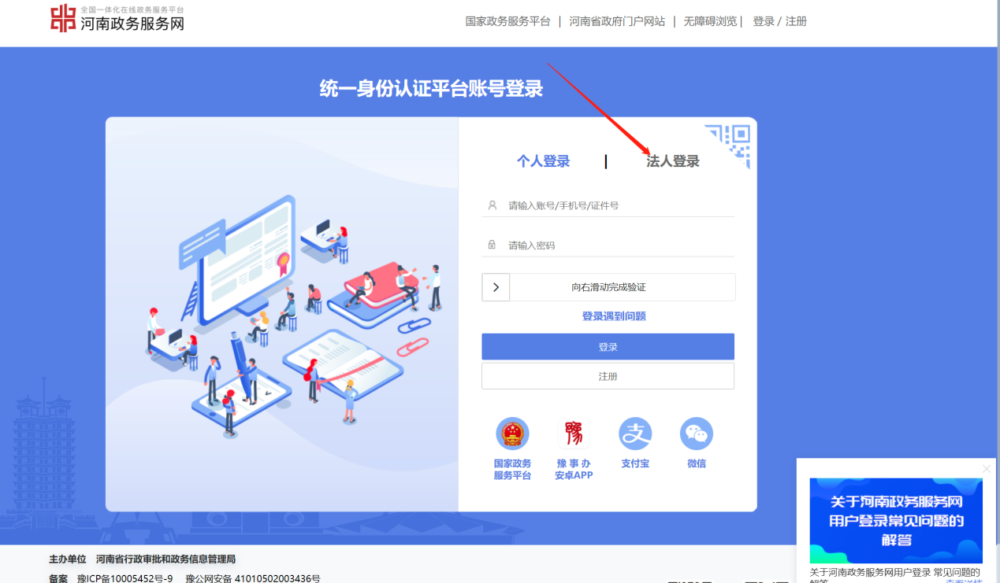 全国一体化在线政务服务平台
河南政务服务网
国家政务服务平台 | 河南省政府门户网站 | 无障碍浏览 | 登录 / 注册
统一身份认证平台账号登录
个人登录 | 法人登录
请输入账号/手机号/证件号
请输入密码
向右滑动完成验证
登录遇到问题
登录
注册
国家政务
服务平台
豫事办
安卓APP
支付宝
微信
关于河南政务服务网
用户登录常见问题的
解答
关于河南政务服务网用户登录 常见问题的
主办单位 河南省行政审批和政务信息管理局
备案 豫ICP备10005452号-9 豫公网安备 41010502003436号